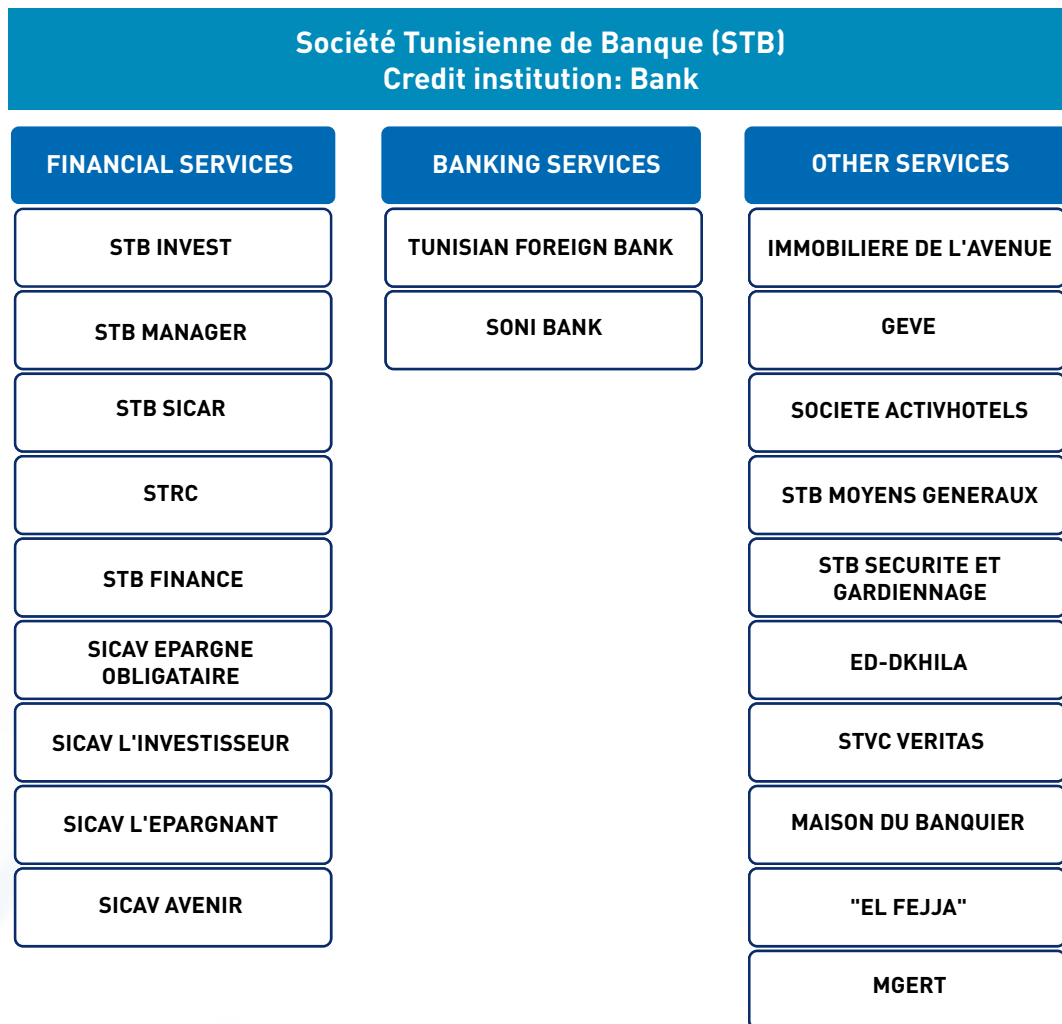 Société Tunisienne de Banque (STB)
Credit institution: Bank
FINANCIAL SERVICES
STB INVEST
STB MANAGER
STB SICAR
STRC
STB FINANCE
SICAV EPARGNE
OBLIGATAIRE
SICAV L'INVESTISSEUR
SICAV L'EPARGNANT
SICAV AVENIR
BANKING SERVICES
TUNISIAN FOREIGN BANK
SONI BANK
OTHER SERVICES
IMMOBILIERE DE L'AVENUE
GEVE
SOCIETE ACTIVHOTELS
STB MOYENS GENERAUX
STB SECURITE ET
GARDIENNAGE
ED-DKHILA
STVC VERITAS
MAISON DU BANQUIER
"EL FEJJA"
MGERT